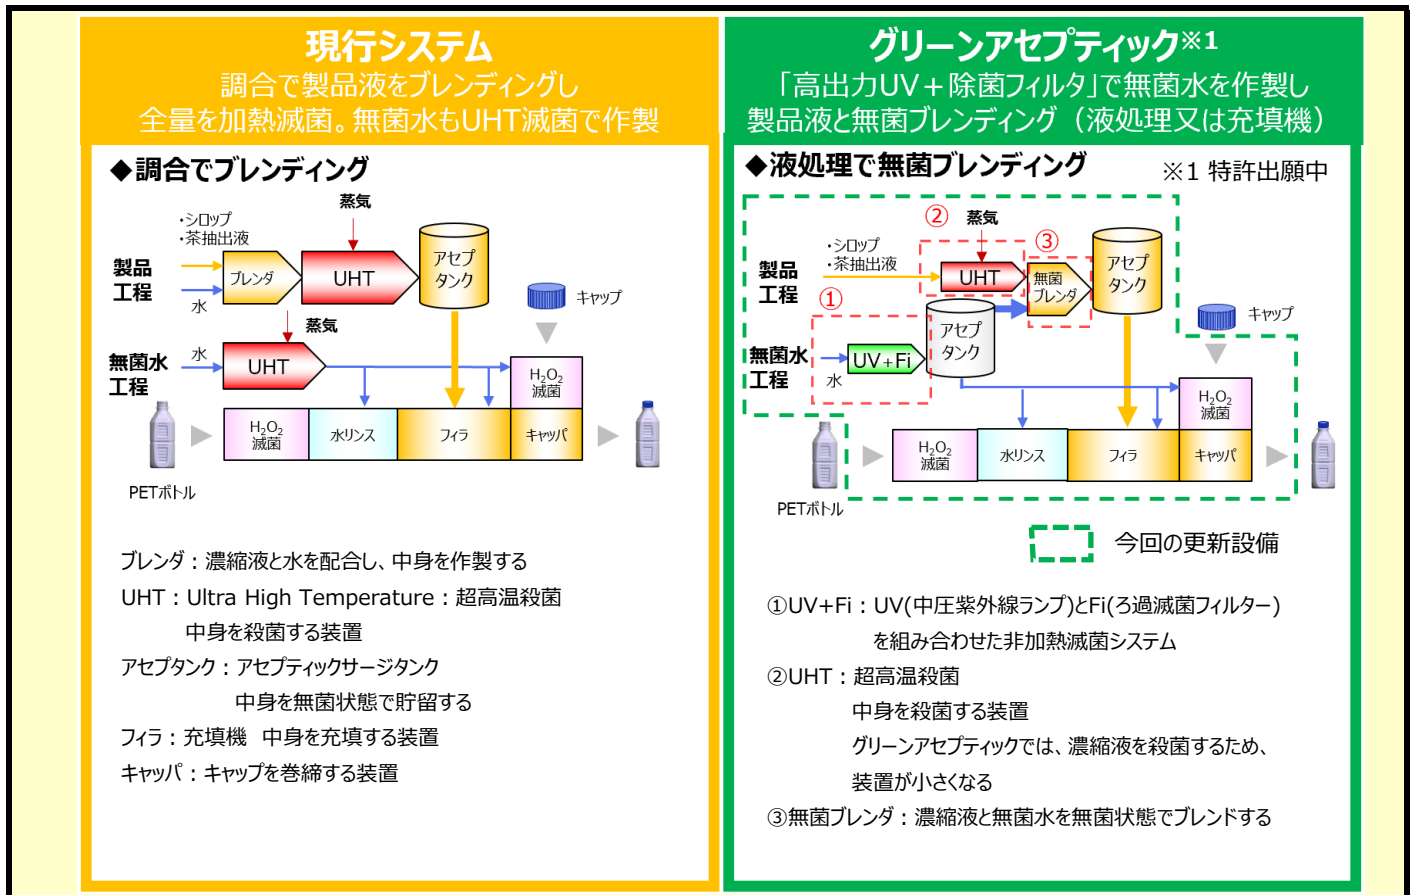 現行システム
調合で製品液をブレンディングし
全量を加熱滅菌。無菌水もUHT滅菌で作製
◆調合でブレンディング
蒸気
・シロップ
・茶抽出液
製品
工程
ブレンダ
UHT
アセプ
タンク
水
キャップ
蒸気
無菌水
工程
水
UHT
H₂O₂
滅菌
H₂O₂
滅菌
水リンス
フィラ
キャッパ
PETボトル
ブレンダ：濃縮液と水を配合し、中身を作製する
UHT：Ultra High Temperature：超高温殺菌
中身を殺菌する装置
アセプタンク：アセプティックサージタンク
中身を無菌状態で貯留する
フィラ：充填機 中身を充填する装置
キャッパ：キャップを巻締する装置
グリーンアセプティック※1
「高出力UV＋除菌フィルタ」で無菌水を作製し
製品液と無菌ブレンディング（液処理又は充填機）
◆液処理で無菌ブレンディング
※1 特許出願中
②
蒸気
③
・シロップ
・茶抽出液
製品
工程
UHT
無菌
ブレンダ
アセプ
タンク
①
キャップ
アセプ
タンク
無菌水
工程
水
UV+Fi
H₂O₂
滅菌
H₂O₂
滅菌
水リンス
フィラ
キャッパ
PETボトル
今回の更新設備
①UV+Fi：UV(中圧紫外線ランプ)とFi(ろ過滅菌フィルター)
を組み合わせた非加熱滅菌システム
②UHT：超高温殺菌
中身を殺菌する装置
グリーンアセプティックでは、濃縮液を殺菌するため、
装置が小さくなる
③無菌ブレンダ：濃縮液と無菌水を無菌状態でブレンドする